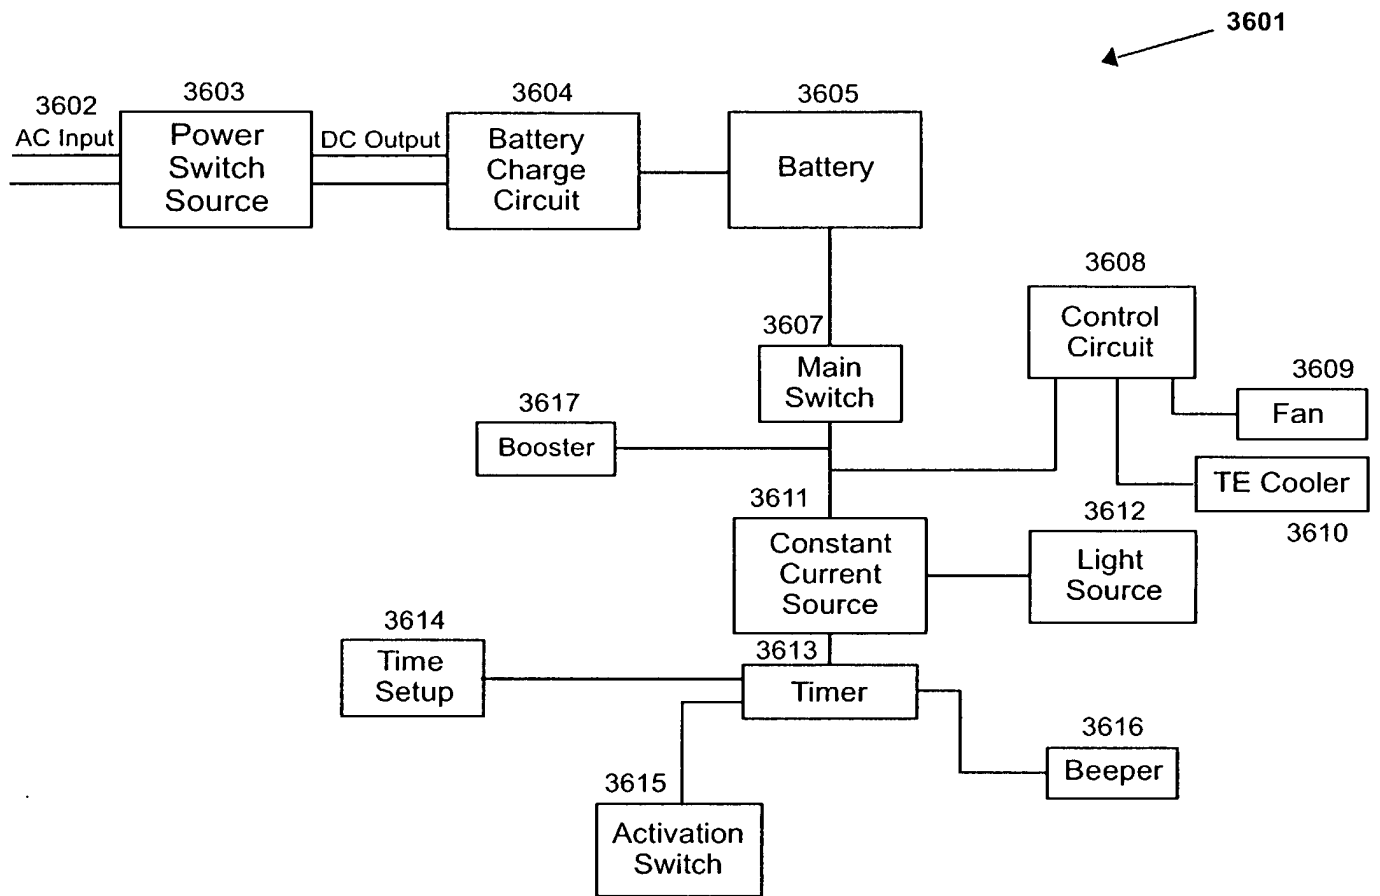 3601
3602
AC Input
3603
Power
Switch
Source
DC Output
3604
Battery
Charge
Circuit
3605
Battery
3607
Main
Switch
3608
Control
Circuit
3609
Fan
TE Cooler
3610
3617
Booster
3611
Constant
Current
Source
3612
Light
Source
3614
Time
Setup
3613
Timer
3615
Activation
Switch
3616
Beeper